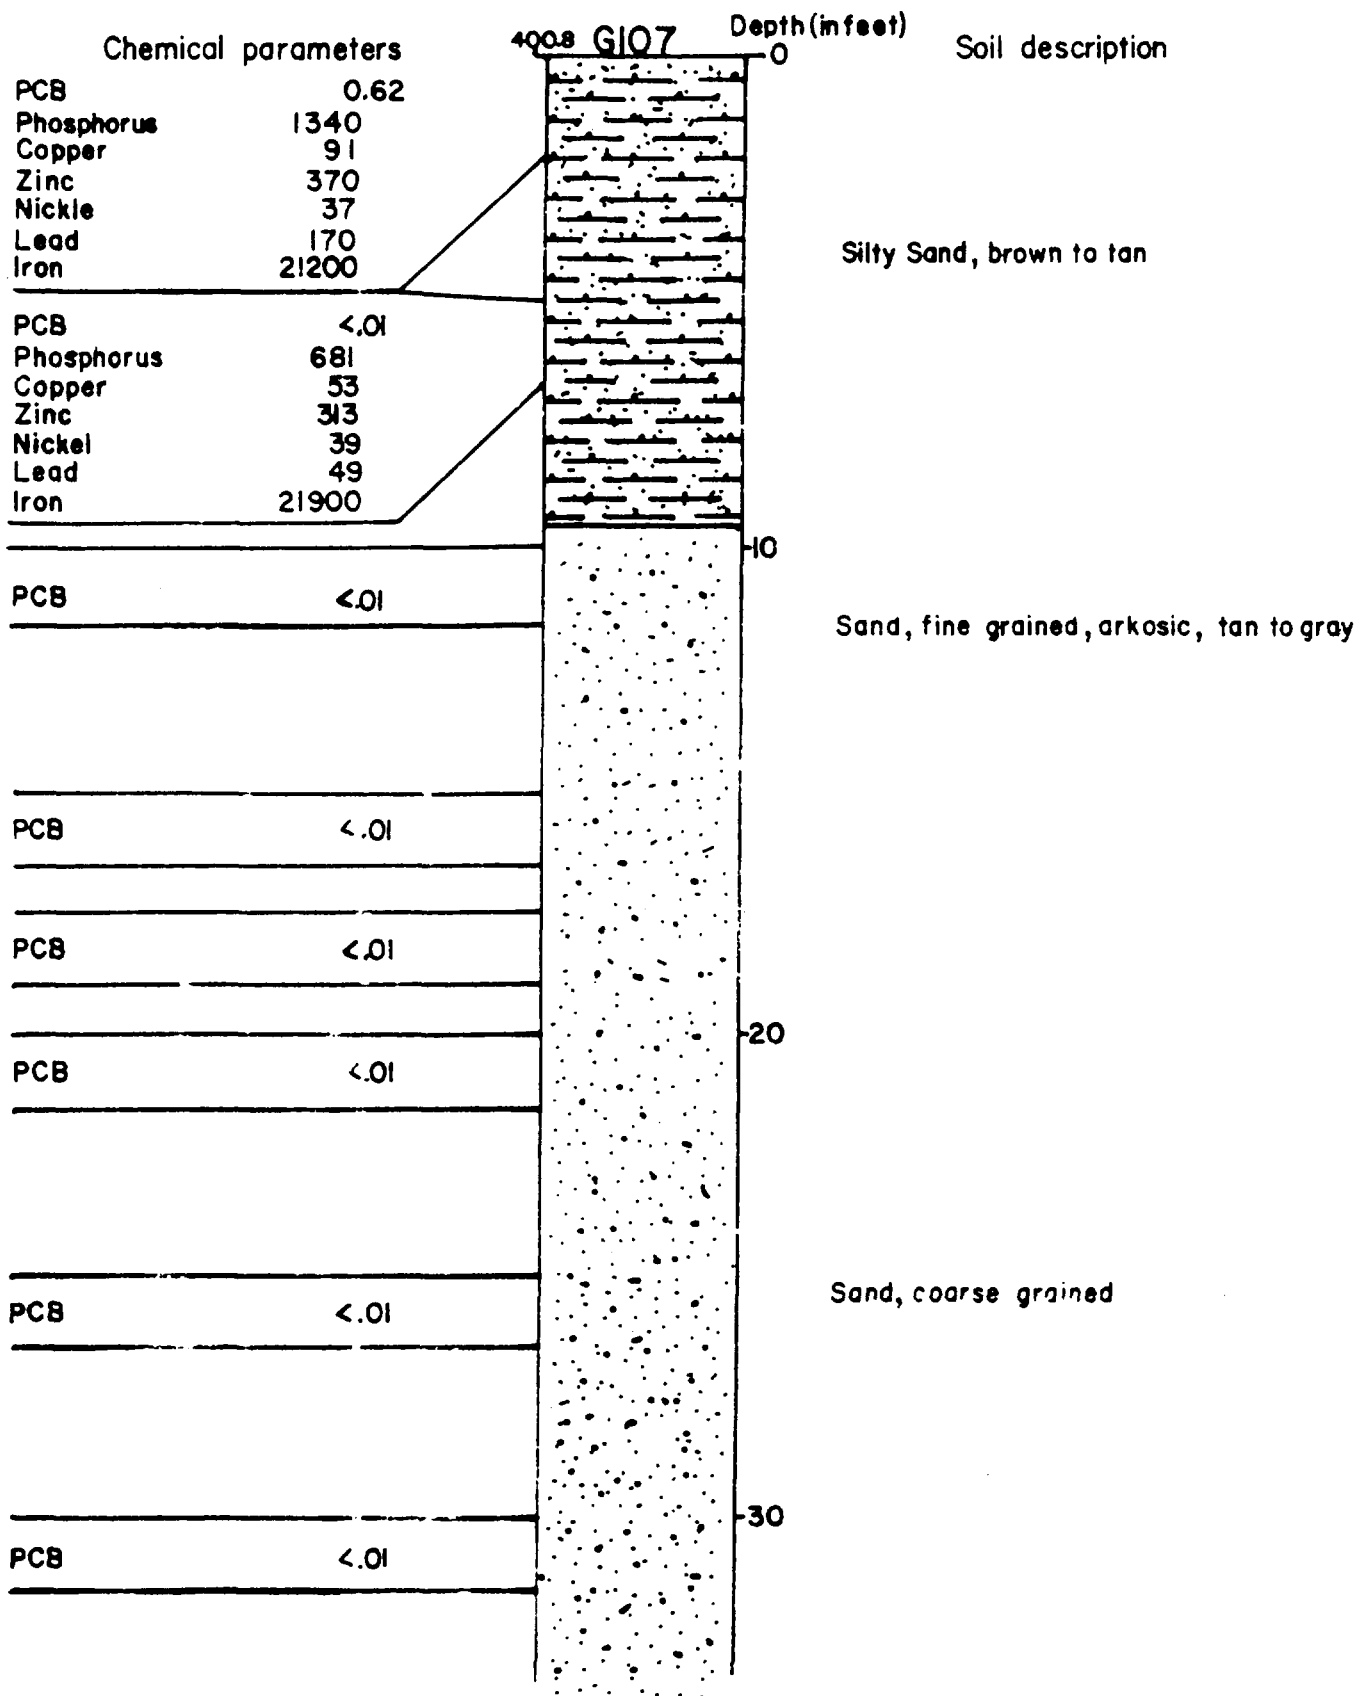 Chemical parameters 400.8 G107 Depth (in feet) Soil description
0
PCB 0.62
Phosphorus 1340
Copper 91
Zinc 370
Nickle 37
Lead 170
Iron 21200
Silty Sand, brown to tan
PCB <.01
Phosphorus 681
Copper 53
Zinc 313
Nickel 39
Lead 49
Iron 21900
10
PCB <.01
Sand, fine grained, arkosic, tan to gray
PCB <.01
PCB <.01
20
PCB <.01
Sand, coarse grained
PCB <.01
30
PCB <.01